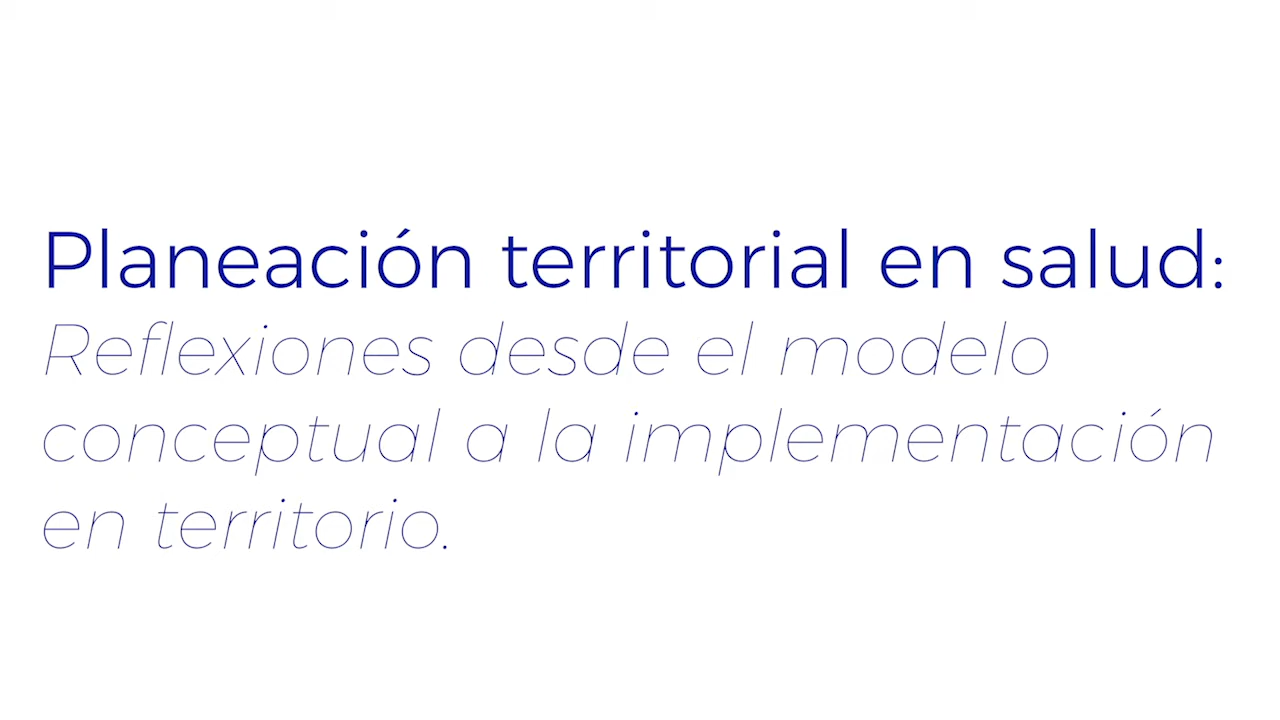 Planeación territorial en salud:
Reflexiones desde el modelo
conceptual a la implementación
en territorio.